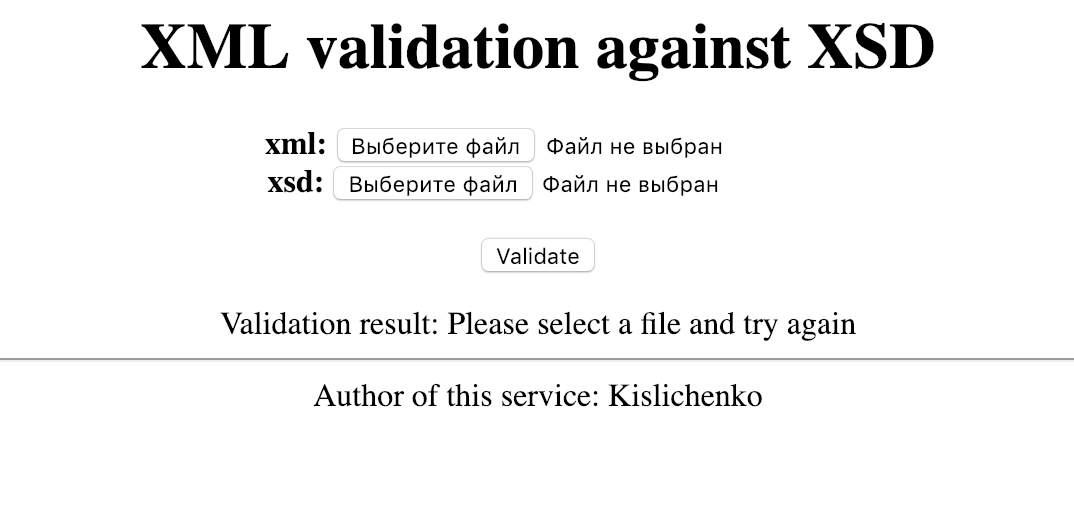 XML validation against XSD
xml: Выберите файл Файл не выбран
xsd: Выберите файл Файл не выбран
Validate
Validation result: Please select a file and try again
Author of this service: Kislichenko